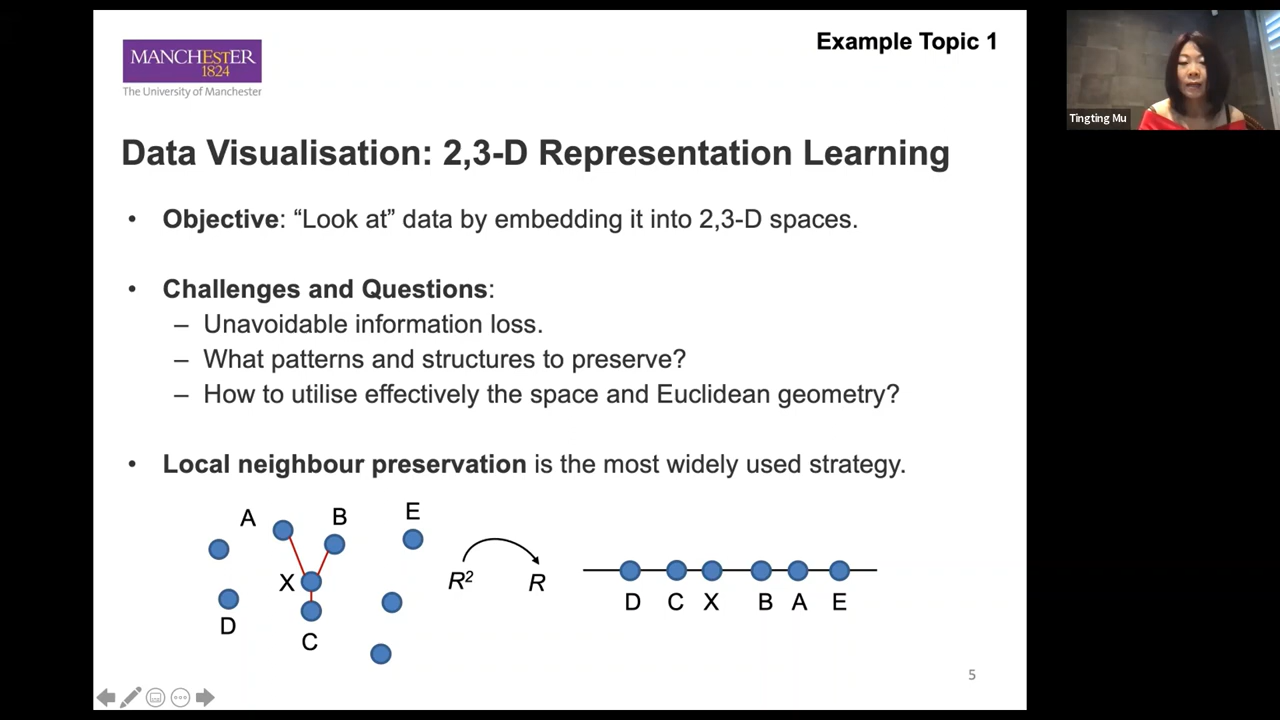 MANCHESTER
1824
The University of Manchester
Example Topic 1
Tingting Mu
Data Visualisation: 2,3-D Representation Learning
• Objective: “Look at” data by embedding it into 2,3-D spaces.
• Challenges and Questions:
– Unavoidable information loss.
– What patterns and structures to preserve?
– How to utilise effectively the space and Euclidean geometry?
• Local neighbour preservation is the most widely used strategy.
A B E
X R² R
D C
D C X B A E
5